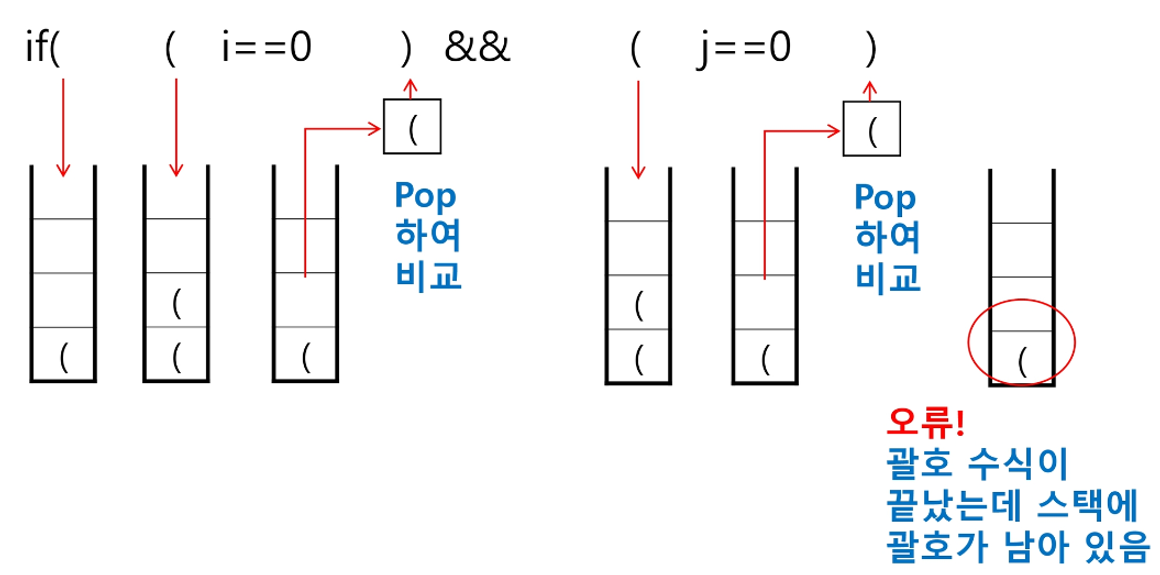 if( ( i==0 ) && ( j==0 )
( (
Pop
하여
비교
Pop
하여
비교
( (
( ( ( ( ( (
오류!
괄호 수식이
끝났는데 스택에
괄호가 남아 있음